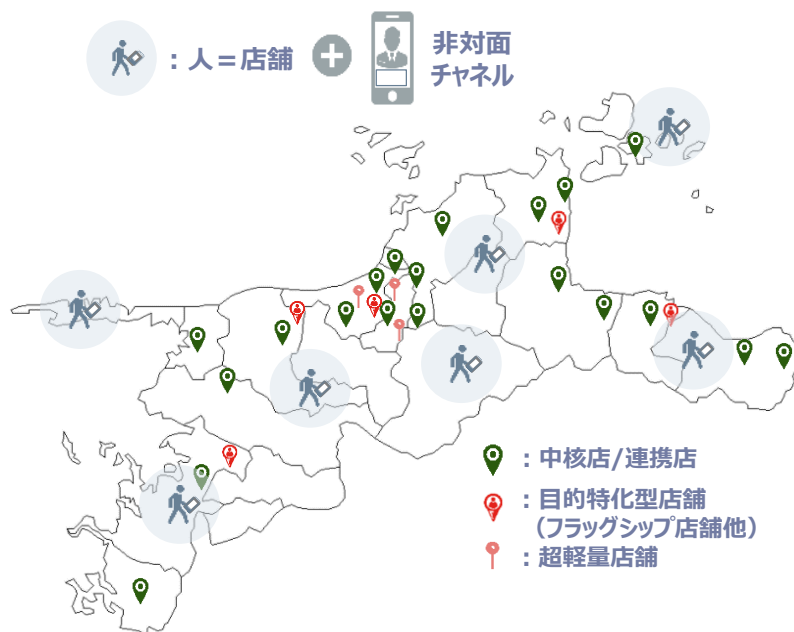 ：人＝店舗
非対面
チャネル
：中核店/連携店
：目的特化型店舗
（フラッグシップ店舗他）
：超軽量店舗